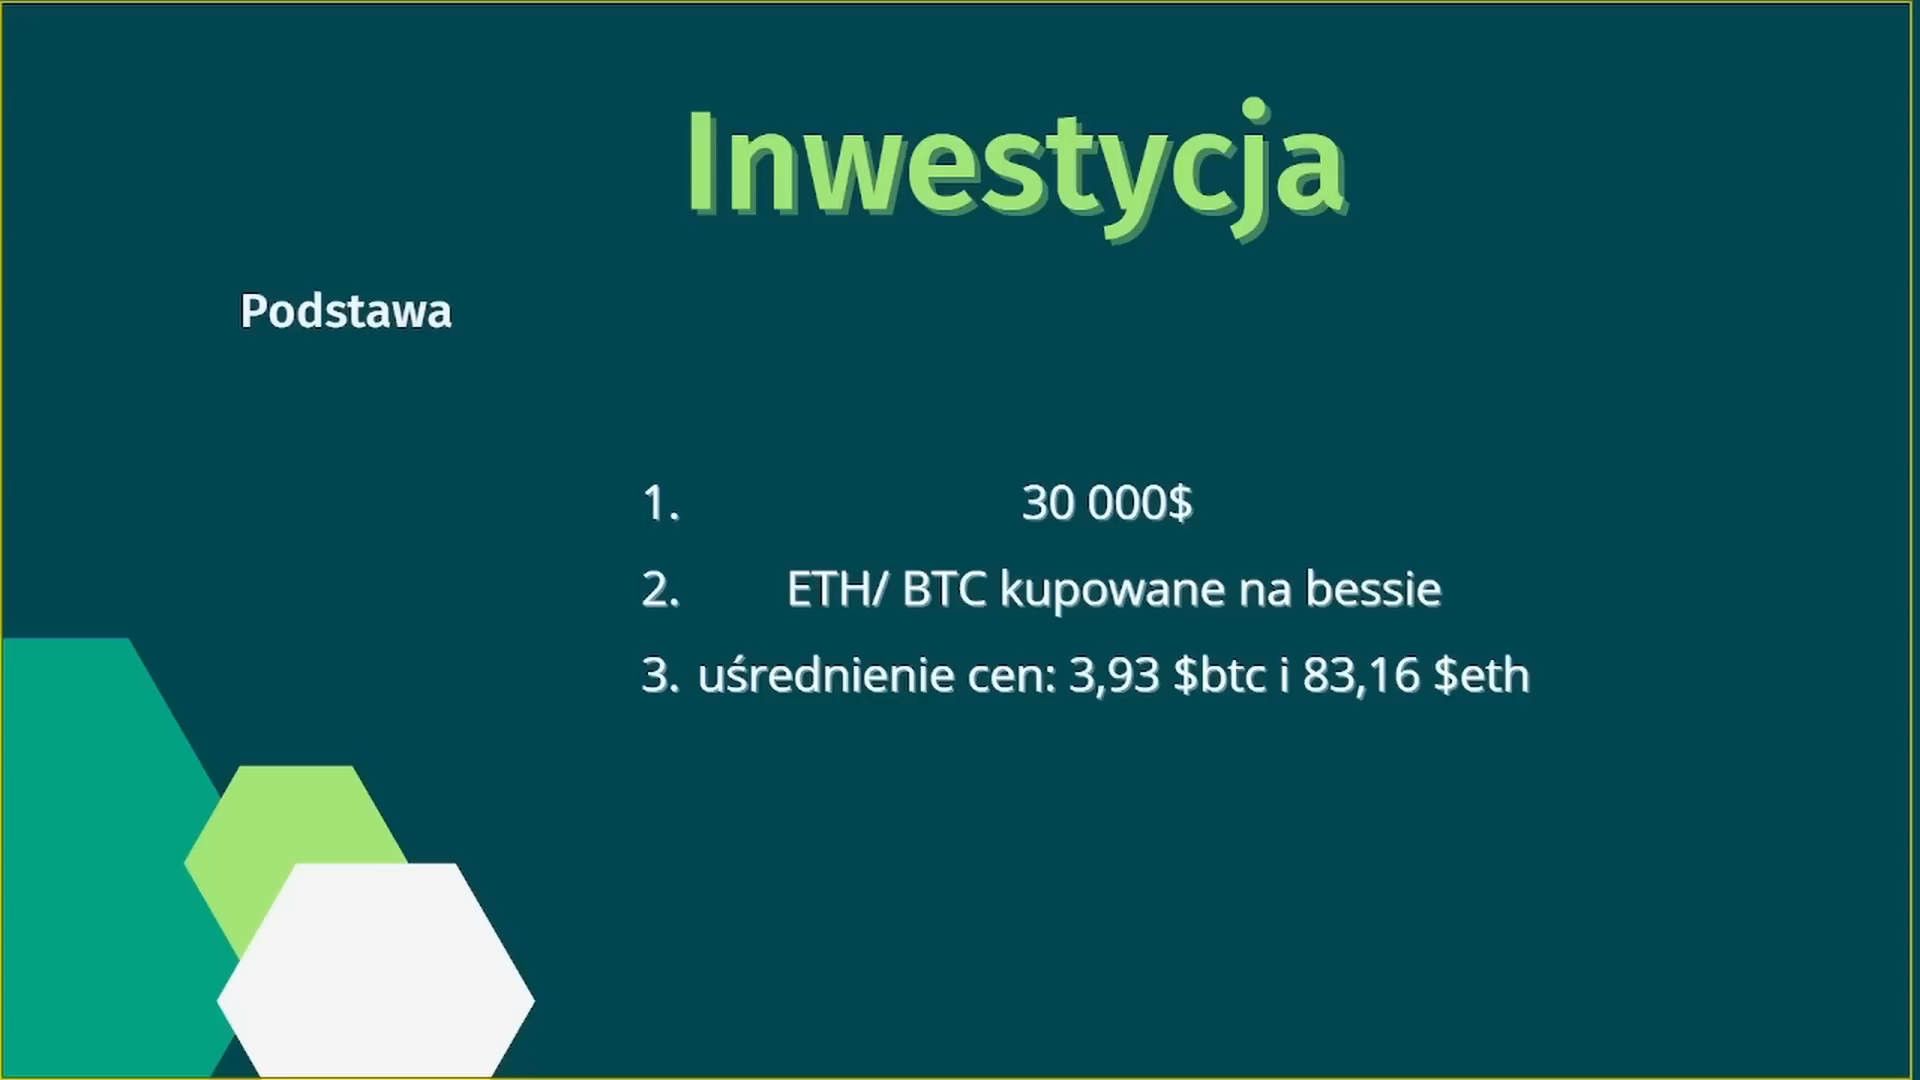 Inwestycja
Podstawa
1. 30 000$
2. ETH/ BTC kupowane na bessie
3. uśrednienie cen: 3,93 $btc i 83,16 $eth